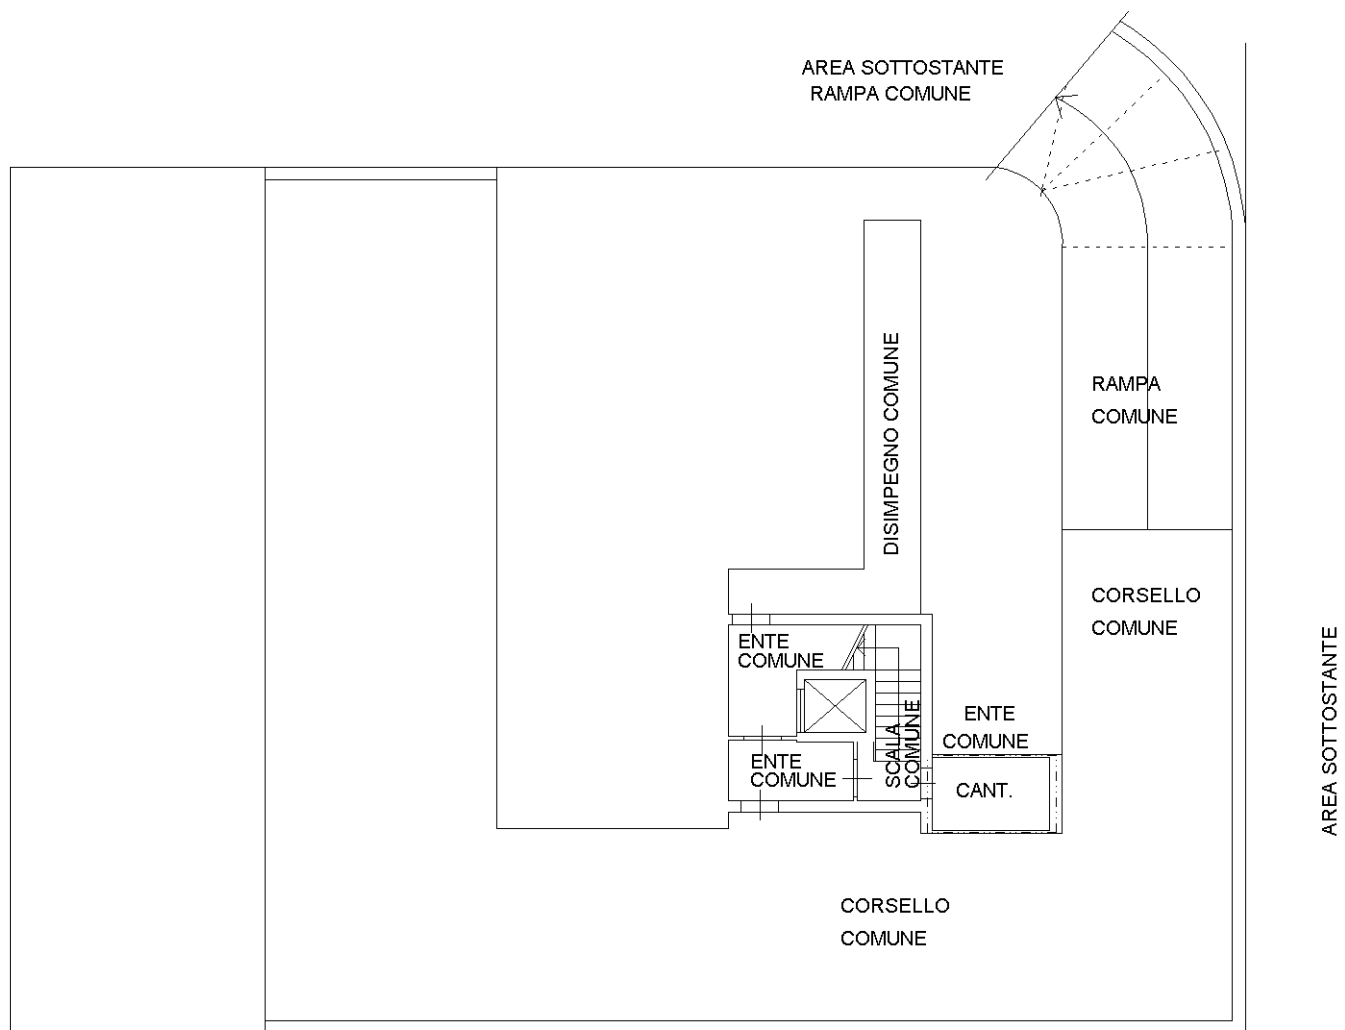 AREA SOTTOSTANTE
RAMPA COMUNE
DISIMPEGNO COMUNE
RAMPA
COMUNE
CORSELLO
COMUNE
ENTE
COMUNE
ENTE
COMUNE
SCALA
COMUNE
ENTE
COMUNE
CANT.
AREA SOTTOSTANTE
CORSELLO
COMUNE